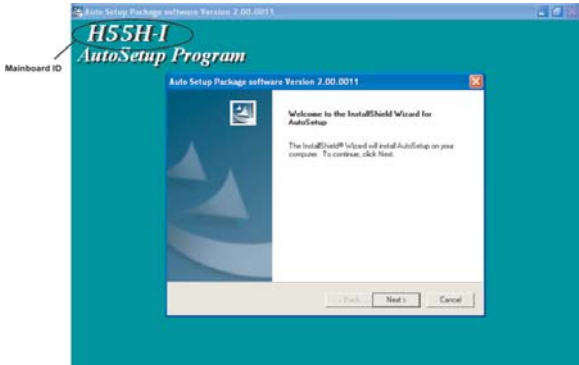 Auto Setup Package software Version 2.00.0011
H55H-I
AutoSetup Program
Mainboard ID
Auto Setup Package software Version 2.00.0011
Welcome to the InstallShield Wizard for
AutoSetup
The InstallShield® Wizard will install AutoSetup on your
computer. To continue, click Next.
< Back
Next >
Cancel